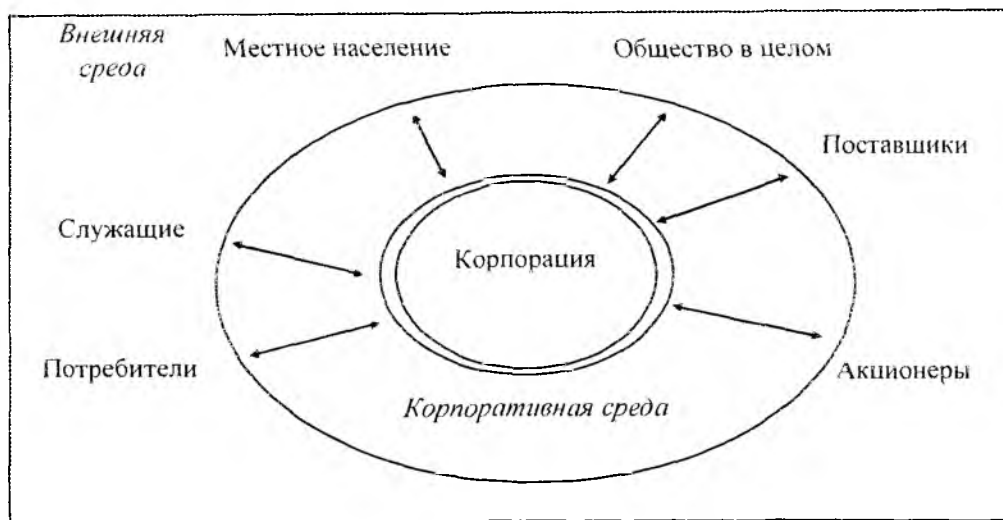 Внешняя
среда
Местное население
Общество в целом
Поставщики
Служащие
Корпорация
Потребители
Акционеры
Корпоративная среда